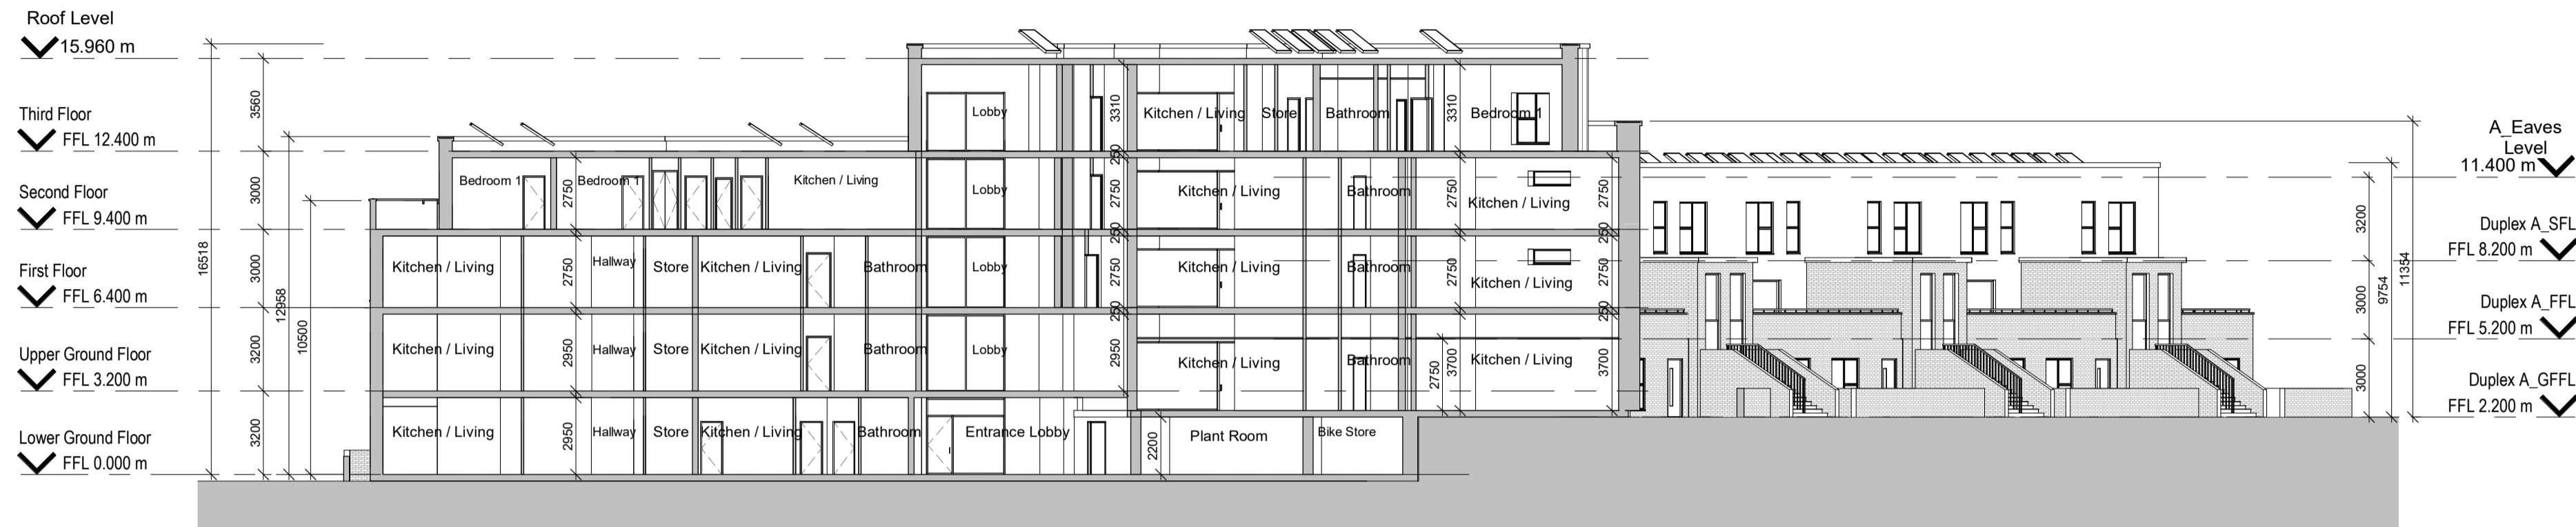 Roof Level
15.960 m
Third Floor
FFL 12.400 m
Second Floor
FFL 9.400 m
First Floor
FFL 6.400 m
Upper Ground Floor
FFL 3.200 m
Lower Ground Floor
FFL 0.000 m
16518
3560
3000
3000
3200
3200
12958
10500
Lobby
3310
Kitchen / Living
Store
Bathroom
3310
Bedroom 1
250
250
250
Bedroom 1
Bedroom 1
2750
Kitchen / Living
Lobby
2750
Kitchen / Living
Bathroom
2750
Kitchen / Living
2750
250
250
250
Kitchen / Living
2750
Hallway
Store
Kitchen / Living
Bathroom
Lobby
2750
Kitchen / Living
Bathroom
2750
Kitchen / Living
2750
250
250
250
Kitchen / Living
2950
Hallway
Store
Kitchen / Living
Bathroom
Lobby
2950
Kitchen / Living
Bathroom
2750
3700
Kitchen / Living
3700
Kitchen / Living
2950
Hallway
Store
Kitchen / Living
Bathroom
Entrance Lobby
2200
Plant Room
Bike Store
3200
3000
3000
9754
11354
A_Eaves
Level
11.400 m
Duplex A_SFL
FFL 8.200 m
Duplex A_FFL
FFL 5.200 m
Duplex A_GFFL
FFL 2.200 m